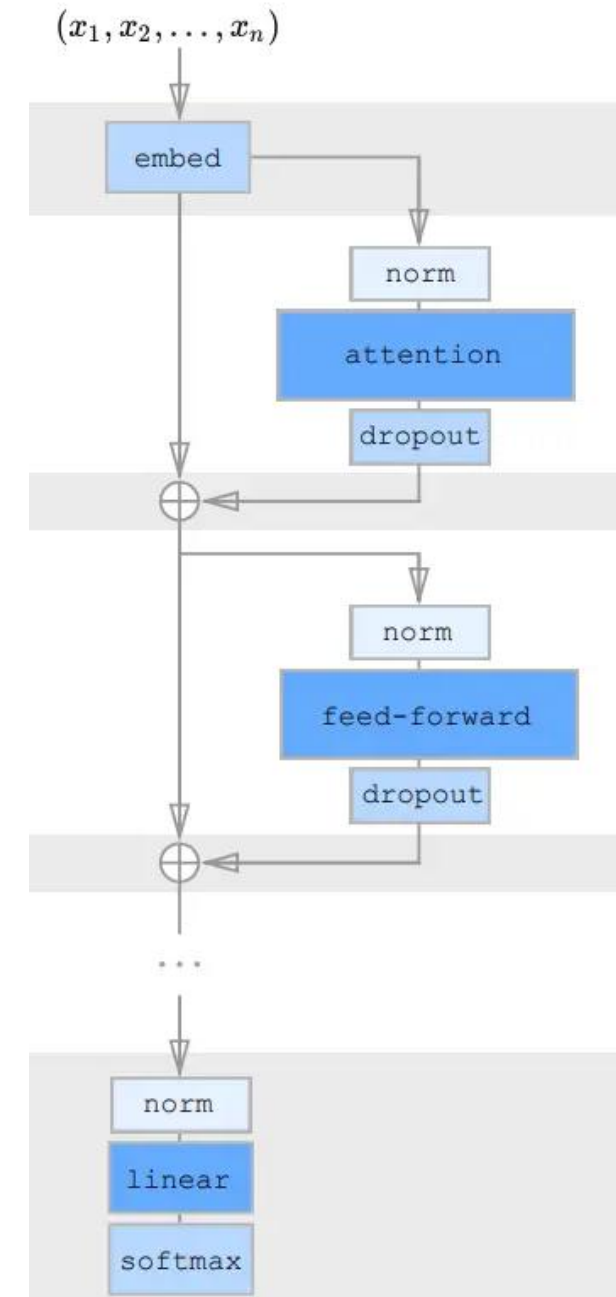 (x₁, x₂, . . . , xₙ)
embed
norm
attention
dropout
norm
feed-forward
dropout
...
norm
linear
softmax